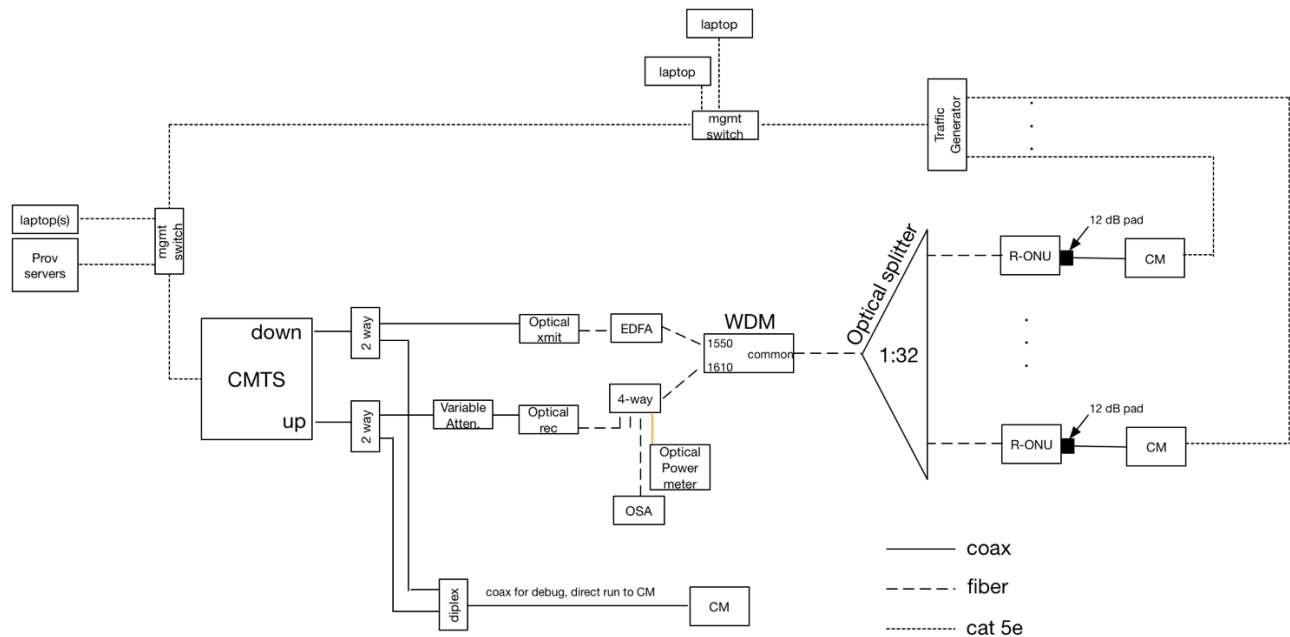 laptop
laptop
mgmt
switch
Traffic
Generator
laptop(s)
Prov
servers
mgmt
switch
12 dB pad
R-ONU
CM
Optical splitter
1:32
down
CMTS
up
2 way
2 way
Optical
xmit
EDFA
WDM
1550
common
1610
4-way
Variable
Atten.
Optical
rec
Optical
Power
meter
OSA
12 dB pad
R-ONU
CM
diplex
coax for debug, direct run to CM
CM
coax
fiber
cat 5e